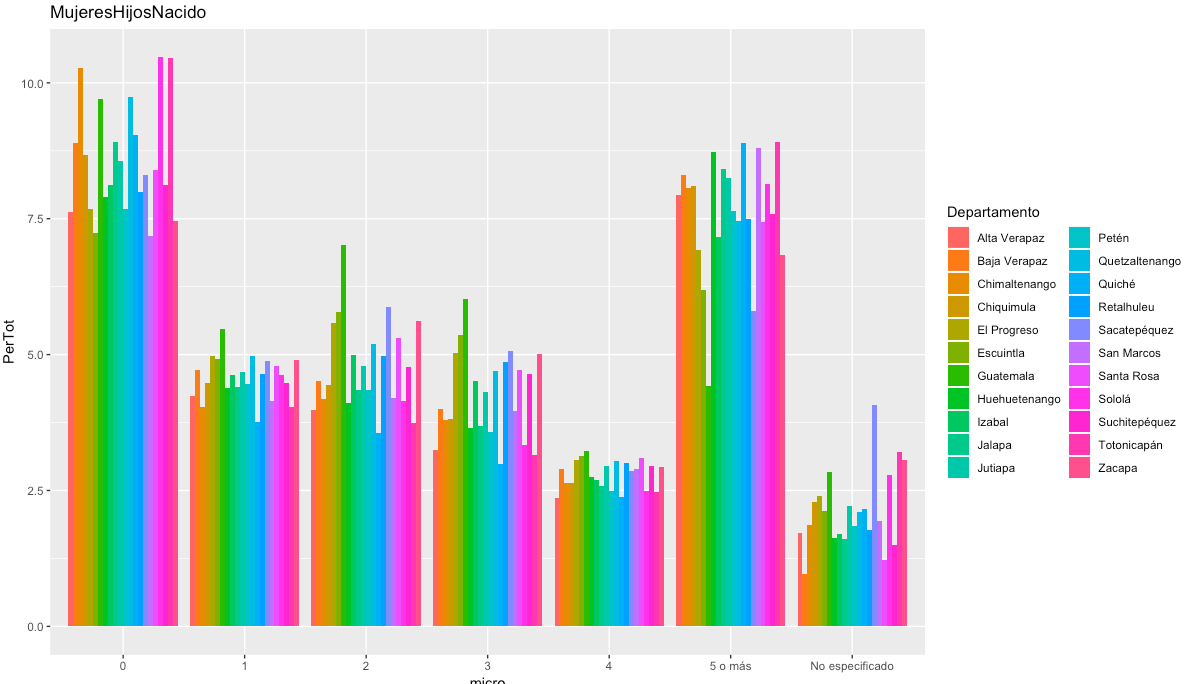 MujeresHijosNacido
PerTot
10.0
7.5
5.0
2.5
0.0
0
1
2
3
4
5 o más
No especificado
micro
Departamento
Alta Verapaz
Baja Verapaz
Chimaltenango
Chiquimula
El Progreso
Escuintla
Guatemala
Huehuetenango
Izabal
Jalapa
Jutiapa
Petén
Quetzaltenango
Quiché
Retalhuleu
Sacatepéquez
San Marcos
Santa Rosa
Sololá
Suchitepéquez
Totonicapán
Zacapa